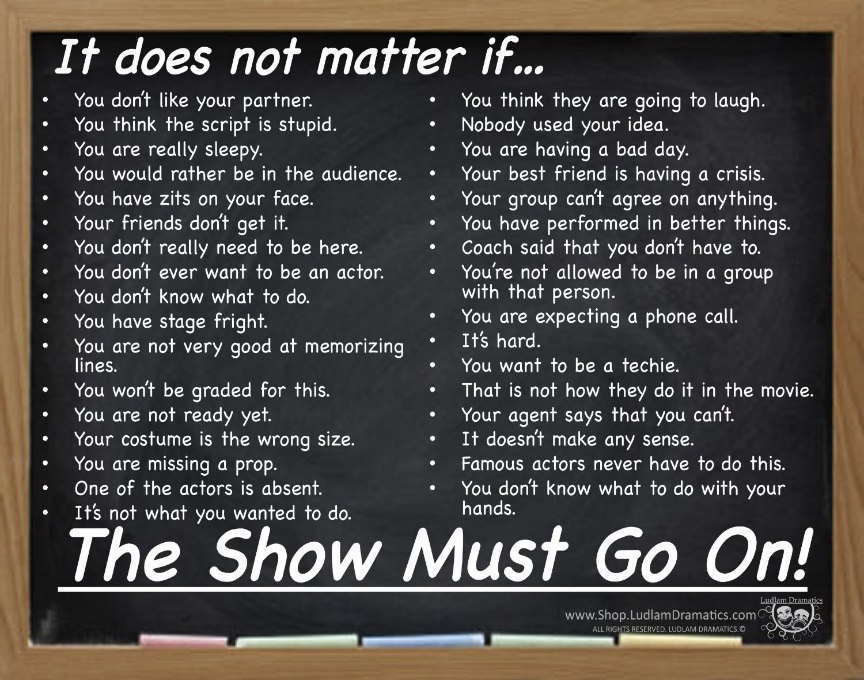 It does not matter if...
• You don't like your partner.
• You think the script is stupid.
• You are really sleepy.
• You would rather be in the audience.
• You have zits on your face.
• Your friends don't get it.
• You don't really need to be here.
• You don't ever want to be an actor.
• You don't know what to do.
• You have stage fright.
• You are not very good at memorizing
lines.
• You won't be graded for this.
• You are not ready yet.
• Your costume is the wrong size.
• You are missing a prop.
• One of the actors is absent.
• It's not what you wanted to do.
• You think they are going to laugh.
• Nobody used your idea.
• You are having a bad day.
• Your best friend is having a crisis.
• Your group can't agree on anything.
• You have performed in better things.
• Coach said that you don't have to.
• You're not allowed to be in a group
with that person.
• You are expecting a phone call.
• It's hard.
• You want to be a techie.
• That is not how they do it in the movie.
• Your agent says that you can't.
• It doesn't make any sense.
• Famous actors never have to do this.
• You don't know what to do with your
hands.
The Show Must Go On!
Ludlam Dramatics
www.Shop.LudlamDramatics.com
ALL RIGHTS RESERVED. LUDLAM DRAMATICS.©